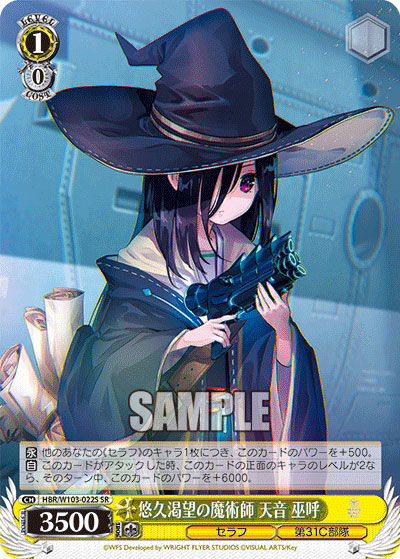 LEVEL
1
0
COST
SAMPLE
永 他のあなたの《セラフ》のキャラ1枚につき、このカードのパワーを+500。
自 このカードがアタックした時、このカードの正面のキャラのレベルが2なら、そのターン中、このカードのパワーを+6000。
CH HBR/W103-022S SR
3500
悠久渇望の魔術師 天音 巫呼
セラフ 第31C部隊
©WFS Developed by WRIGHT FLYER STUDIOS ©VISUAL ARTS/Key